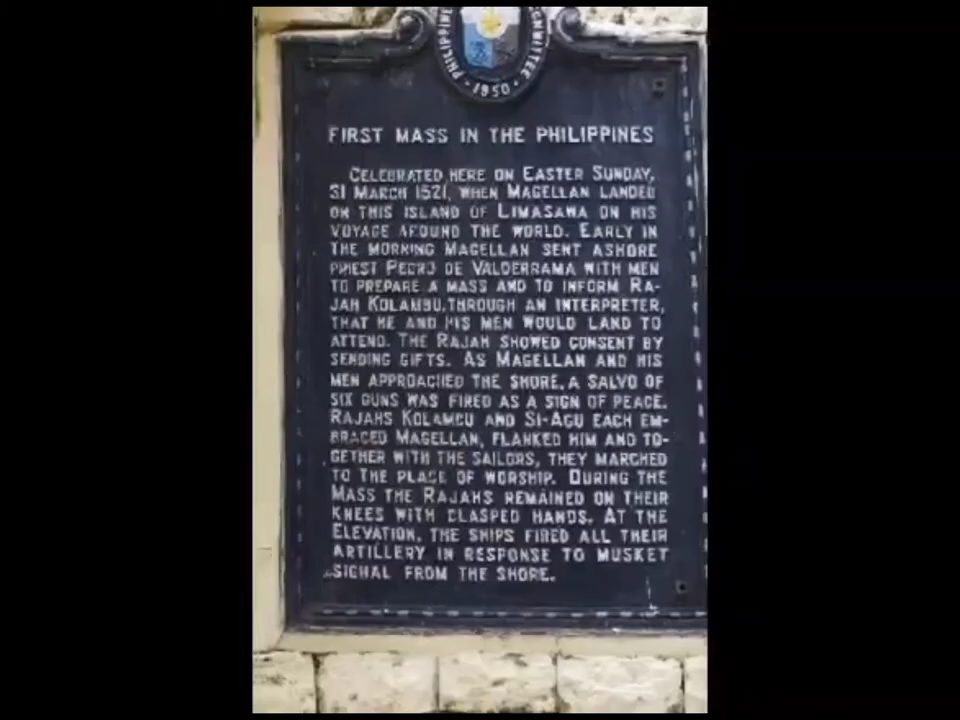 PHILIPPINE
COMMITTEE
1950
FIRST MASS IN THE PHILIPPINES
CELEBRATED HERE ON EASTER SUNDAY,
31 MARCH 1521, WHEN MAGELLAN LANDED
ON THIS ISLAND OF LIMASAWA ON HIS
VOYAGE AROUND THE WORLD. EARLY IN
THE MORNING MAGELLAN SENT ASHORE
PRIEST PEDRO DE VALDERRAMA WITH MEN
TO PREPARE A MASS AND TO INFORM RA-
JAH KOLAMBU, THROUGH AN INTERPRETER,
THAT HE AND HIS MEN WOULD LAND TO
ATTEND. THE RAJAH SHOWED CONSENT BY
SENDING GIFTS. AS MAGELLAN AND HIS
MEN APPROACHED THE SHORE, A SALVO OF
SIX GUNS WAS FIRED AS A SIGN OF PEACE.
RAJAHS KOLAMBU AND SI-AGU EACH EM-
BRACED MAGELLAN, FLANKED HIM AND TO-
GETHER WITH THE SAILORS, THEY MARCHED
TO THE PLACE OF WORSHIP. DURING THE
MASS THE RAJAHS REMAINED ON THEIR
KNEES WITH CLASPED HANDS. AT THE
ELEVATION, THE SHIPS FIRED ALL THEIR
ARTILLERY IN RESPONSE TO MUSKET
SIGNAL FROM THE SHORE.